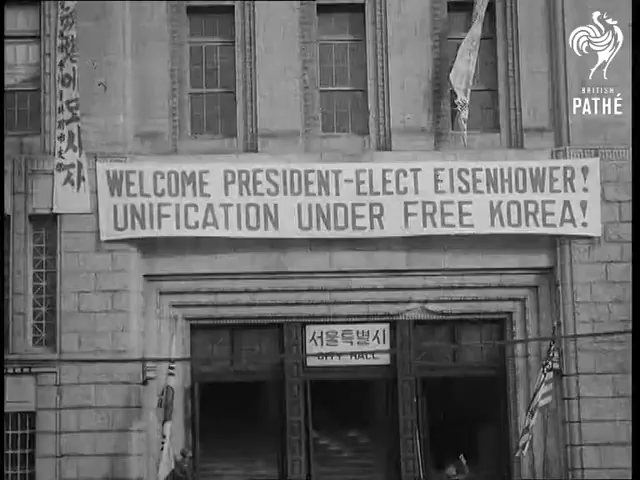 BRITISH
PATHÉ
WELCOME PRESIDENT-ELECT EISENHOWER!
UNIFICATION UNDER FREE KOREA!
서울특별시
CITY HALL